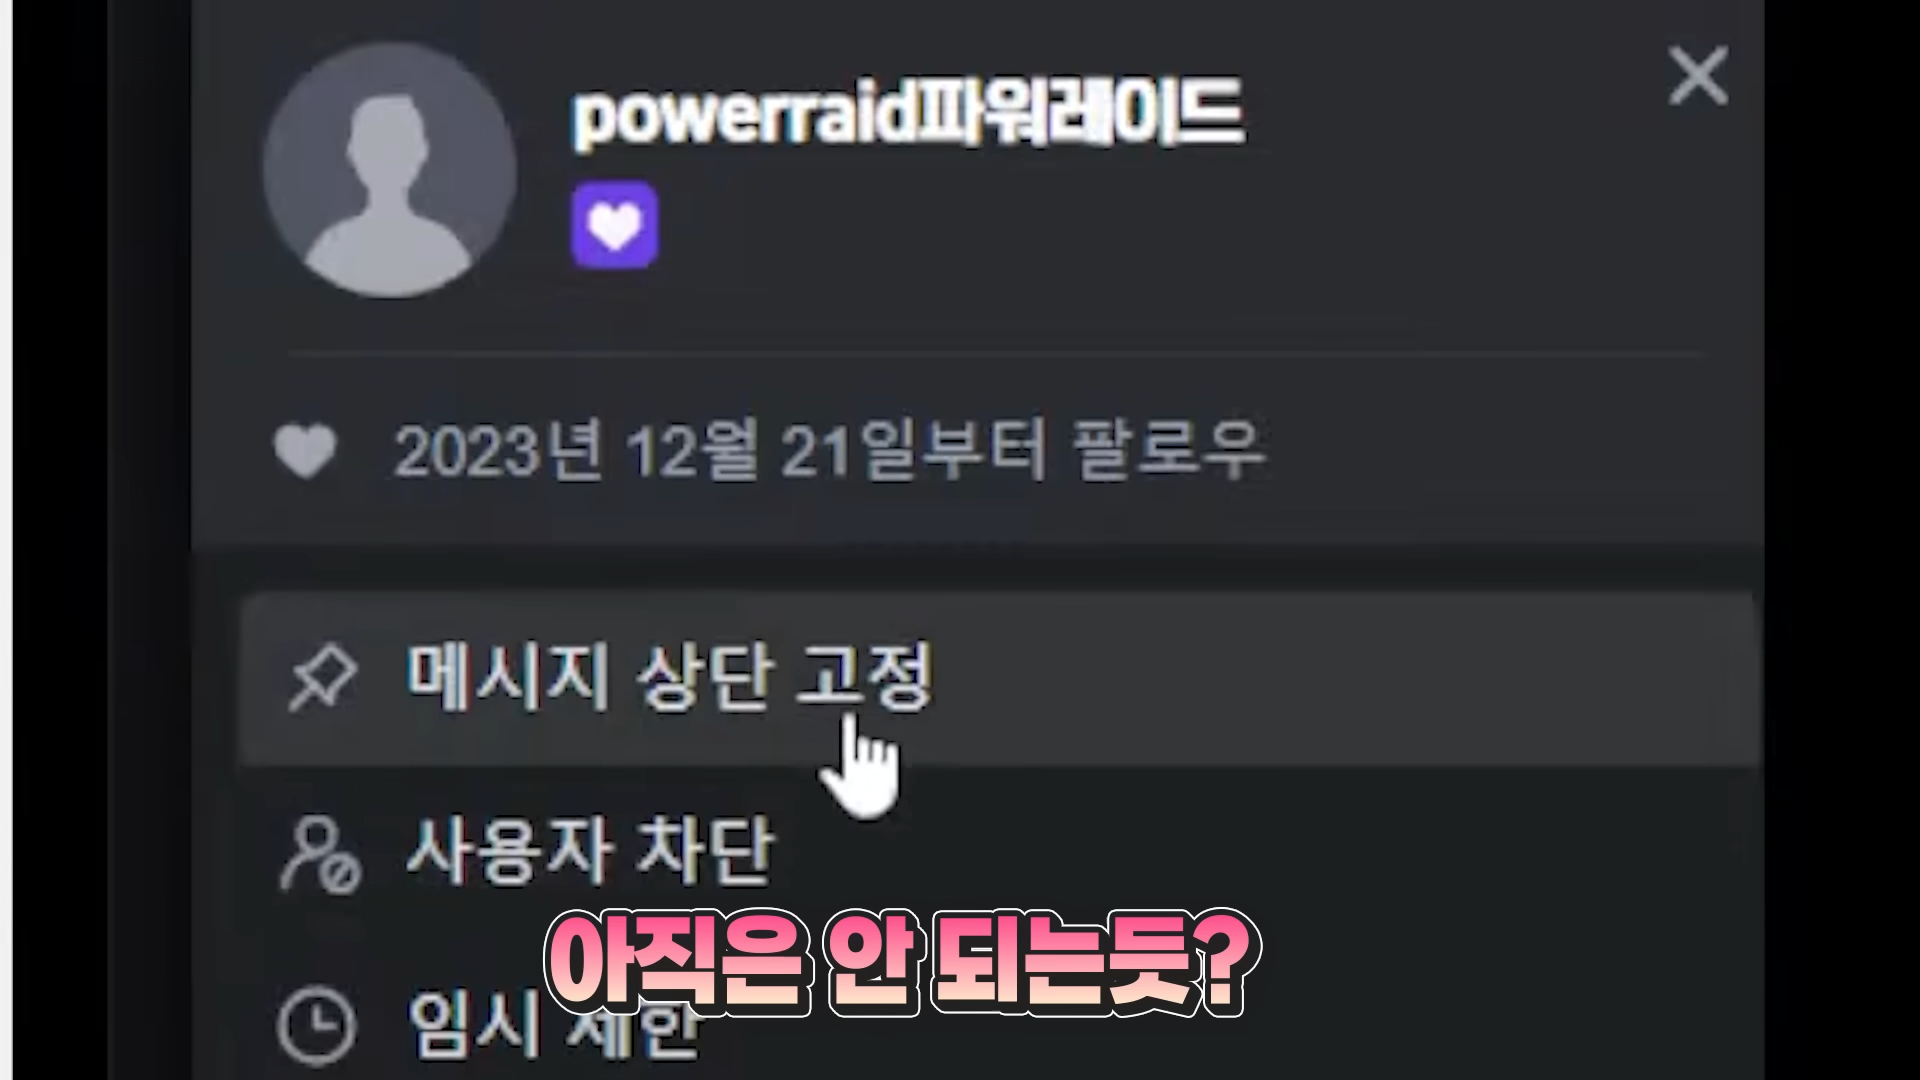 powerraid파워레이드
2023년 12월 21일부터 팔로우
메시지 상단 고정
사용자 차단
아직은 안 되는듯?
임시 제한